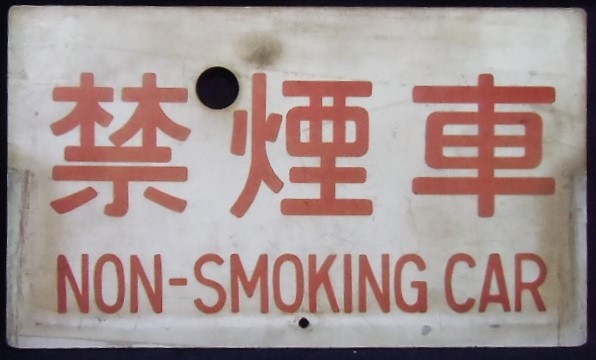 禁煙車
NON-SMOKING CAR